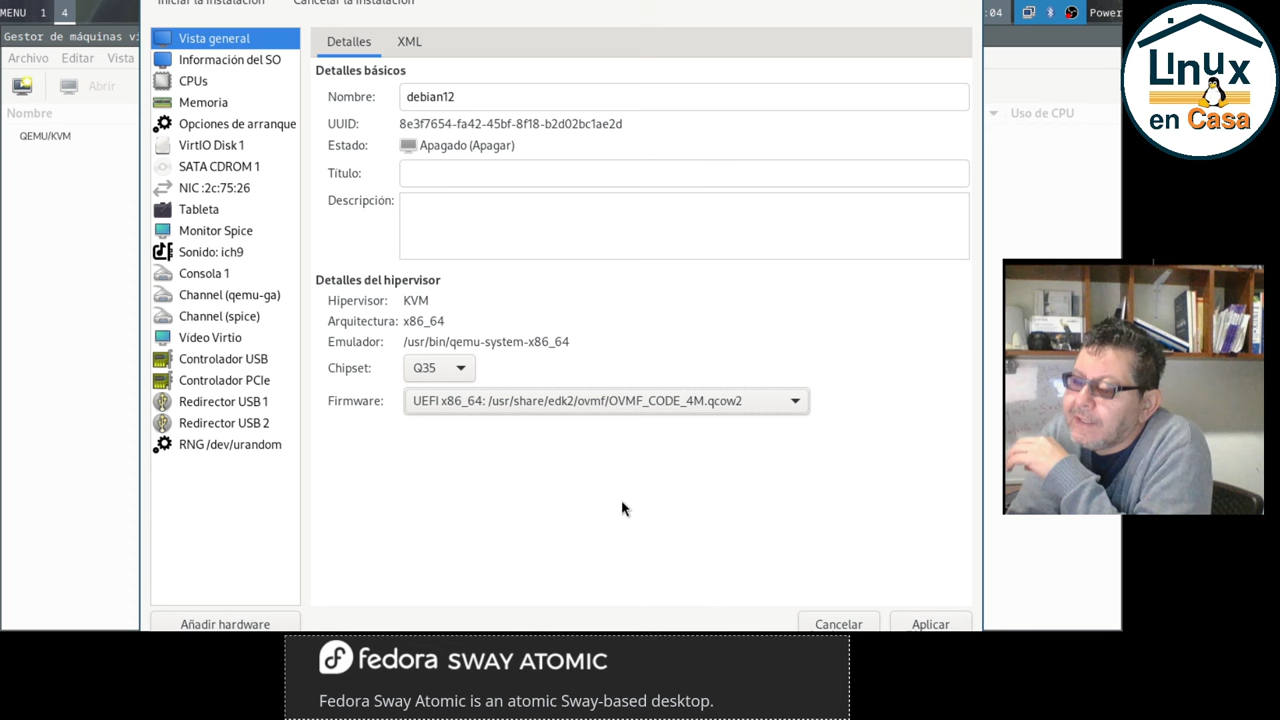 Iniciar la instalación Cancelar la instalación
MENU 1 4
:04 Power
Gestor de máquinas vi
Archivo Editar Vista
Abrir
Nombre
QEMU/KVM
Uso de CPU
Linux
en Casa
Vista general
Información del SO
CPUs
Memoria
Opciones de arranque
VirtIO Disk 1
SATA CDROM 1
NIC :2c:75:26
Tableta
Monitor Spice
Sonido: ich9
Consola 1
Channel (qemu-ga)
Channel (spice)
Vídeo Virtio
Controlador USB
Controlador PCIe
Redirector USB 1
Redirector USB 2
RNG /dev/urandom
Añadir hardware
Detalles XML
Detalles básicos
Nombre: debian12
UUID: 8e3f7654-fa42-45bf-8f18-b2d02bc1ae2d
Estado: Apagado (Apagar)
Título:
Descripción:
Detalles del hipervisor
Hipervisor: KVM
Arquitectura: x86_64
Emulador: /usr/bin/qemu-system-x86_64
Chipset: Q35
Firmware: UEFI x86_64: /usr/share/edk2/ovmf/OVMF_CODE_4M.qcow2
Cancelar Aplicar
fedora SWAY ATOMIC
Fedora Sway Atomic is an atomic Sway-based desktop.